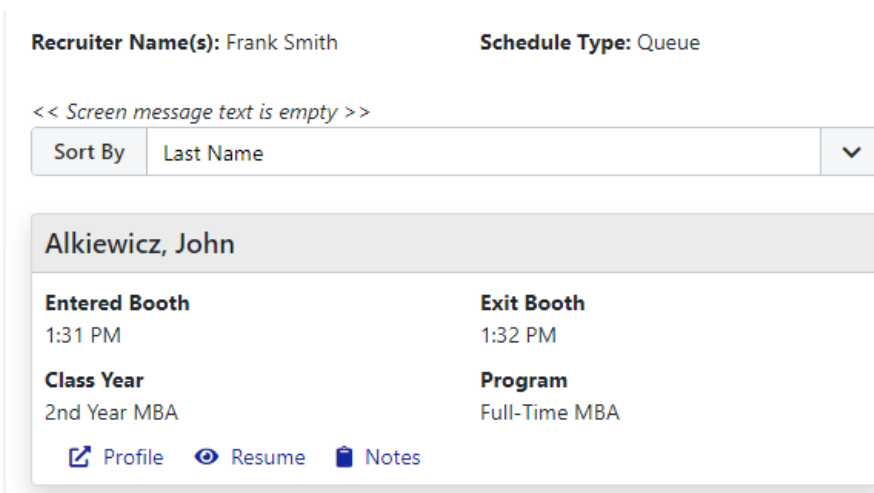 Recruiter Name(s): Frank Smith Schedule Type: Queue
<< Screen message text is empty >>
Sort By Last Name
Alkiewicz, John
Entered Booth Exit Booth
1:31 PM 1:32 PM
Class Year Program
2nd Year MBA Full-Time MBA
Profile Resume Notes